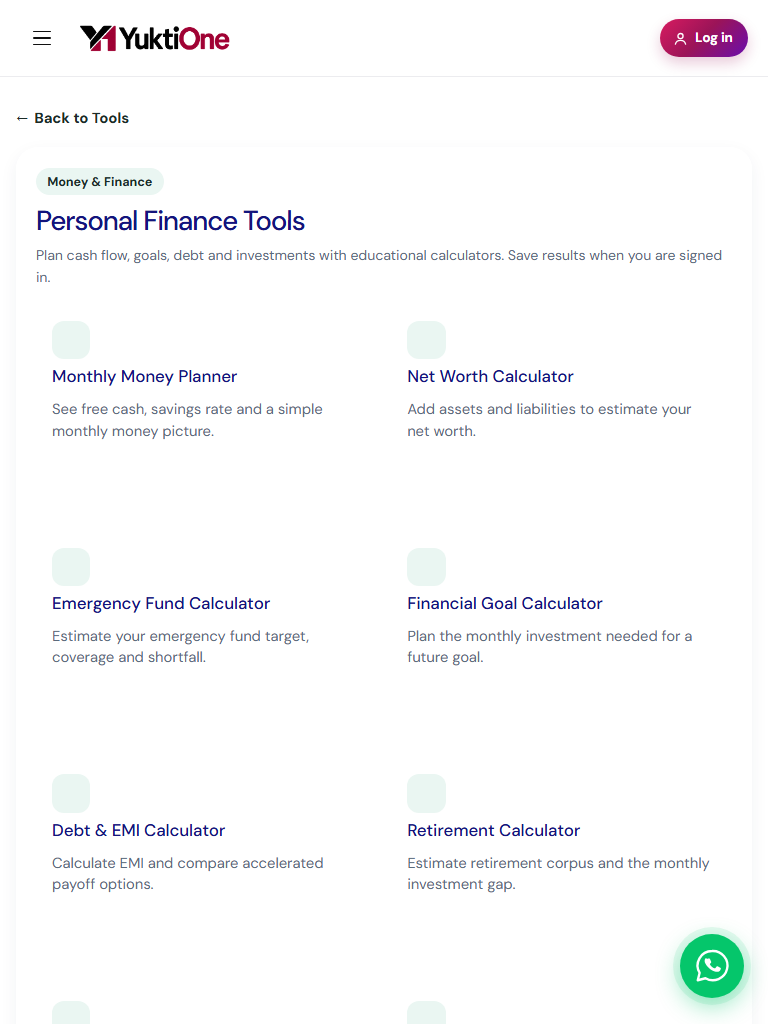 YuktiOne
Log in
← Back to Tools
Money & Finance
Personal Finance Tools
Plan cash flow, goals, debt and investments with educational calculators. Save results when you are signed
in.
Monthly Money Planner
See free cash, savings rate and a simple
monthly money picture.
Net Worth Calculator
Add assets and liabilities to estimate your
net worth.
Emergency Fund Calculator
Estimate your emergency fund target,
coverage and shortfall.
Financial Goal Calculator
Plan the monthly investment needed for a
future goal.
Debt & EMI Calculator
Calculate EMI and compare accelerated
payoff options.
Retirement Calculator
Estimate retirement corpus and the monthly
investment gap.